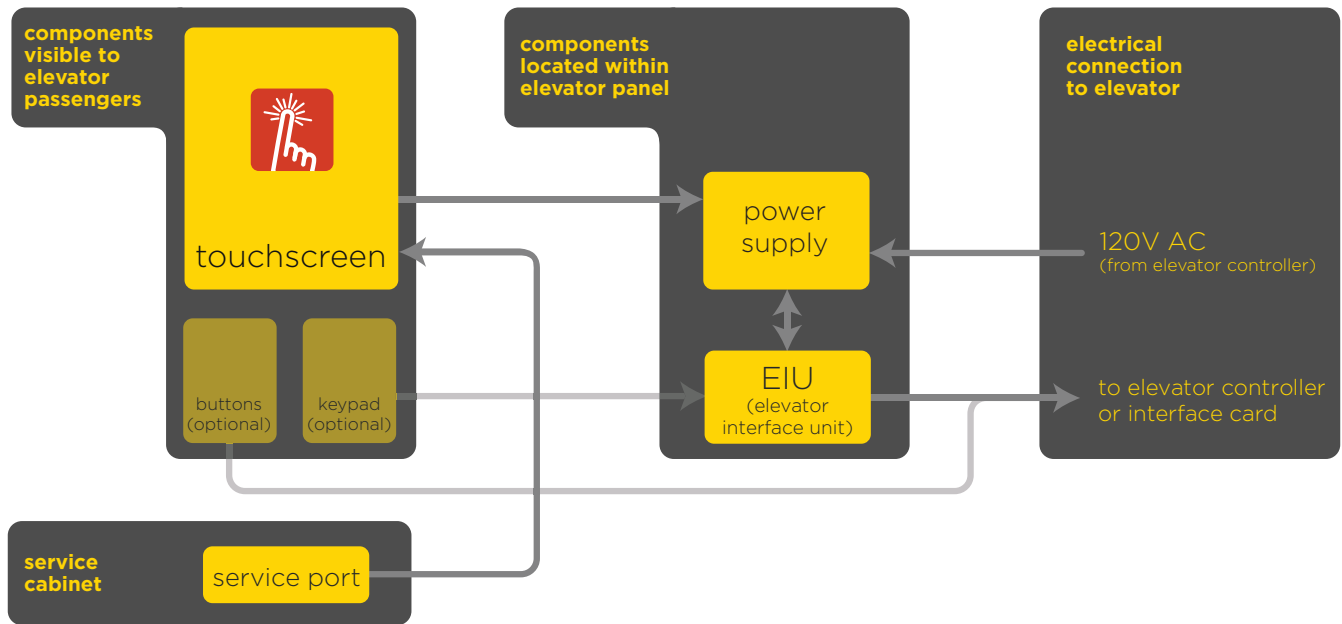 components
visible to
elevator
passengers
touchscreen
buttons
(optional)
keypad
(optional)
components
located within
elevator panel
power
supply
EIU
(elevator
interface unit)
electrical
connection
to elevator
120V AC
(from elevator controller)
to elevator controller
or interface card
service
cabinet
service port